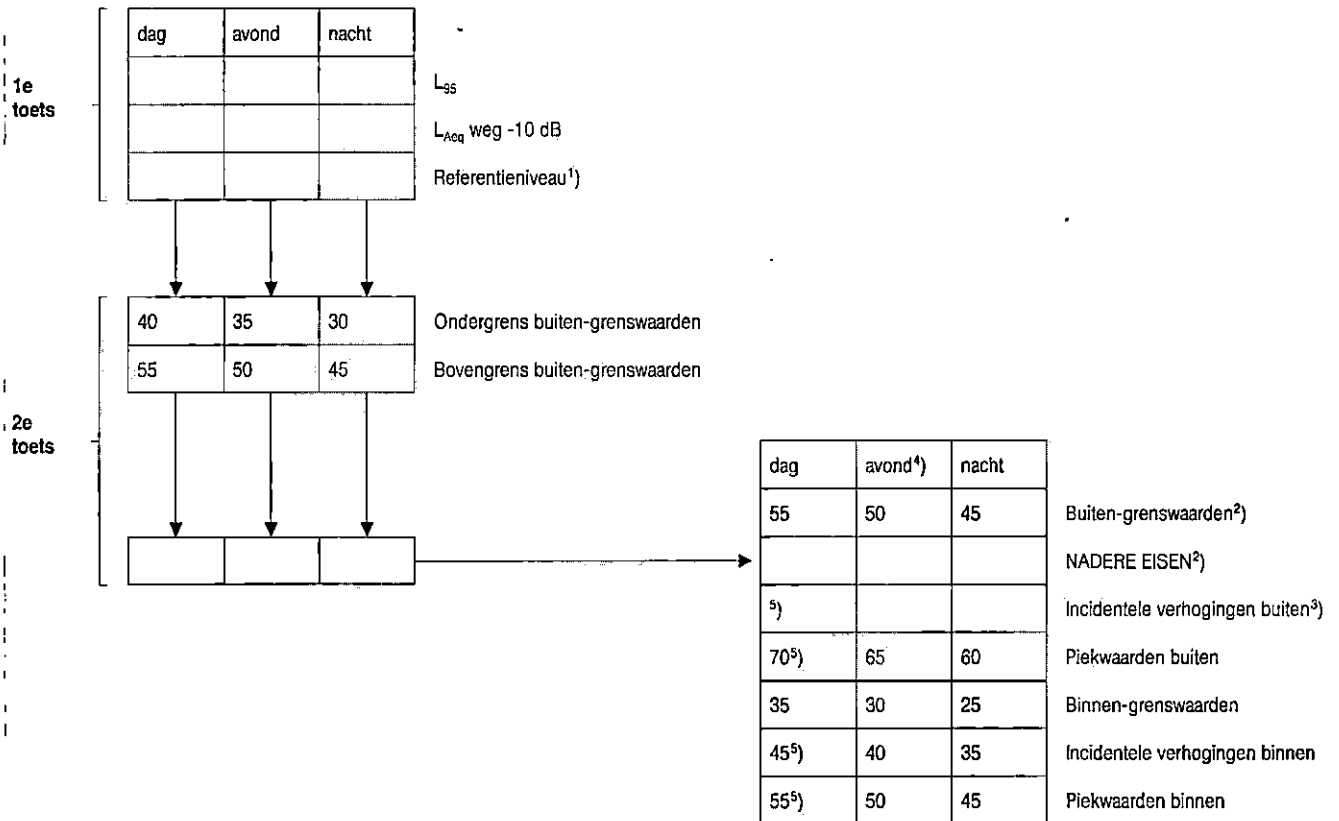 dag avond nacht
1e
toets
L95
LAeq weg -10 dB
Referentieniveau¹)
40 35 30 Ondergrens buiten-grenswaarden
55 50 45 Bovengrens buiten-grenswaarden
2e
toets
dag avond⁴) nacht
55 50 45 Buiten-grenswaarden²)
NADERE EISEN²)
⁵) Incidentele verhogingen buiten³)
70⁵) 65 60 Piekwaarden buiten
35 30 25 Binnen-grenswaarden
45⁵) 40 35 Incidentele verhogingen binnen
55⁵) 50 45 Piekwaarden binnen